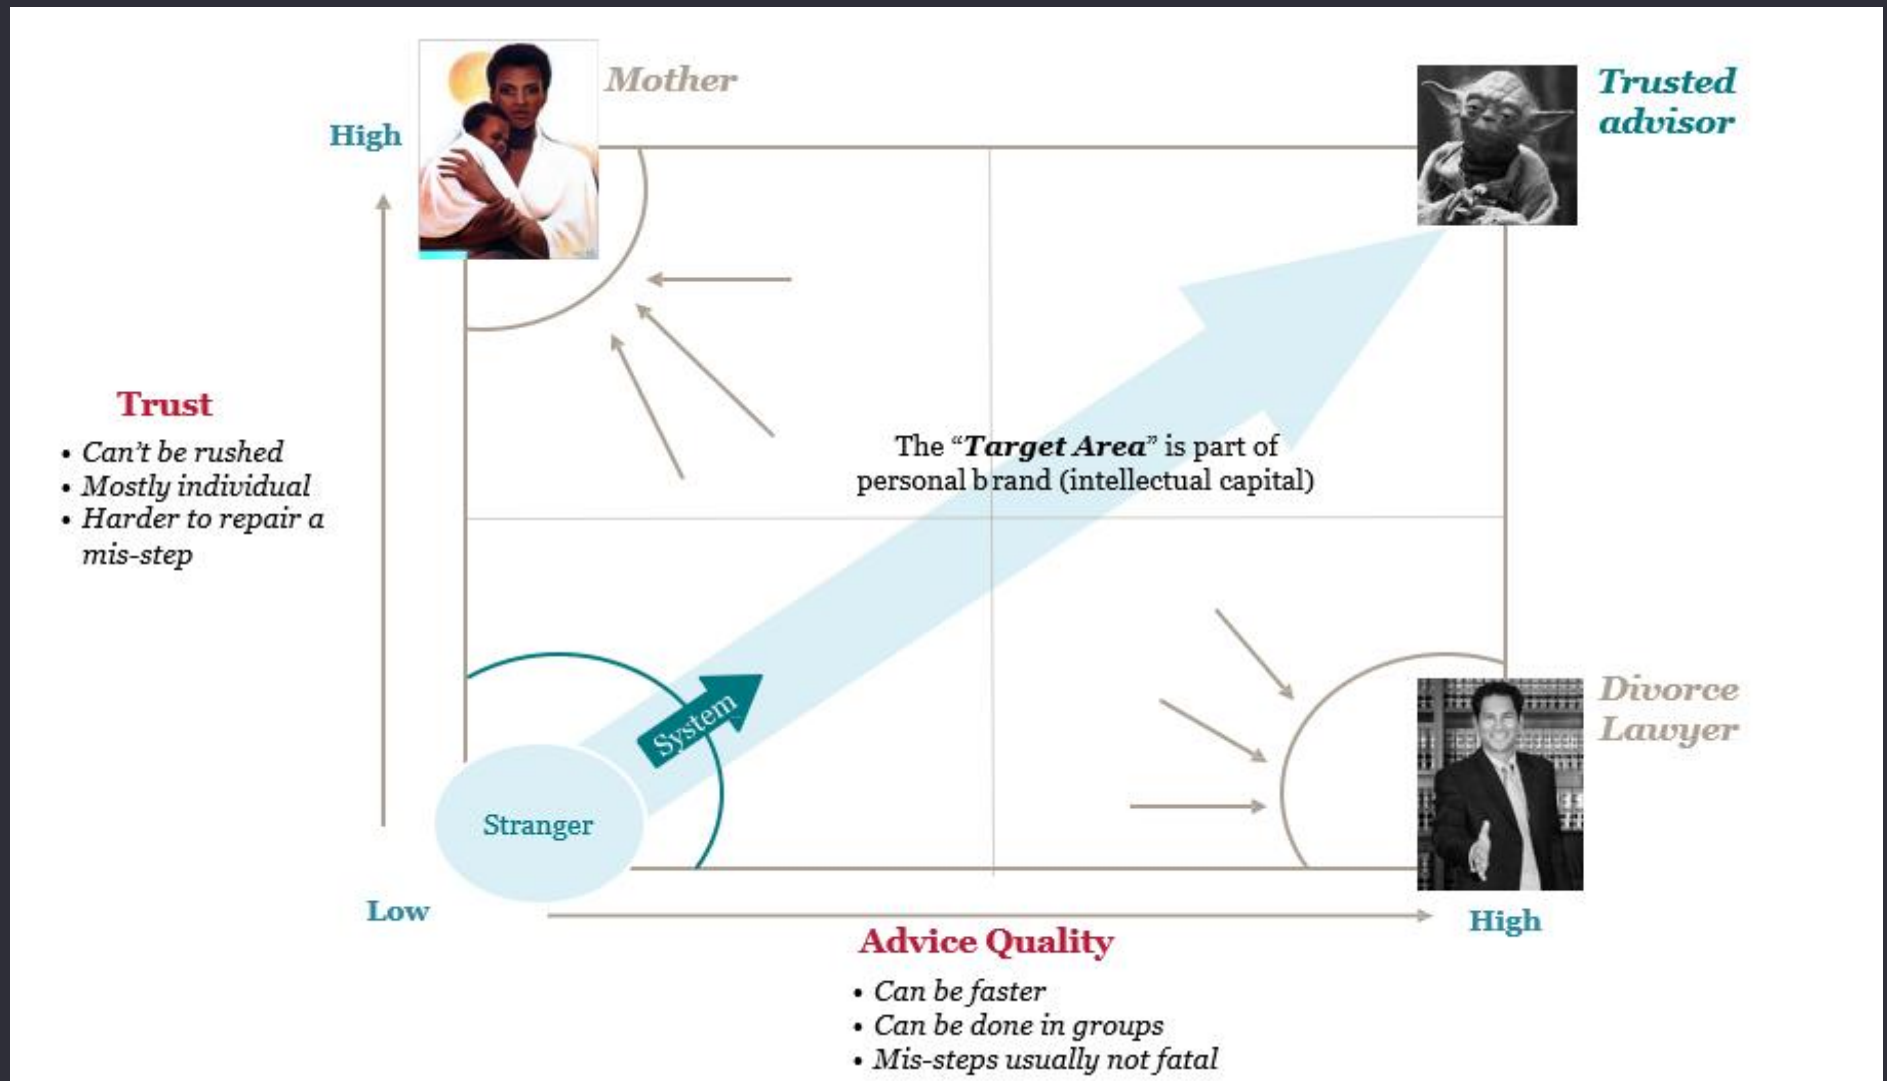 Mother
Trusted
advisor
High
Trust
• Can't be rushed
• Mostly individual
• Harder to repair a
mis-step
The “Target Area” is part of
personal brand (intellectual capital)
System
Stranger
Divorce
Lawyer
Low
High
Advice Quality
• Can be faster
• Can be done in groups
• Mis-steps usually not fatal